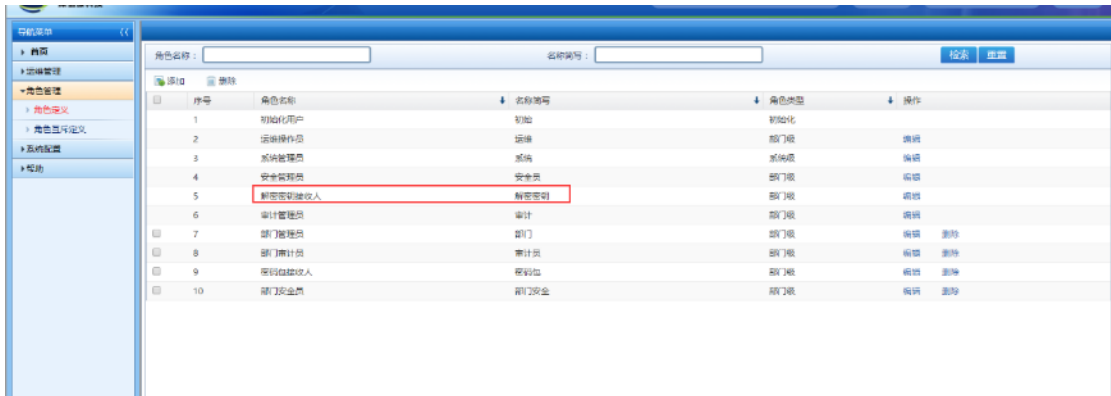 导航菜单
首页
运维管理
角色管理
角色定义
角色互斥定义
系统配置
帮助
角色名称： 名称简写： 检索 重置
添加 删除
序号 角色名称 名称简写 角色类型 操作
1 初始化用户 初始 初始化
2 运维操作员 运维 部门级 编辑
3 系统管理员 系统 系统级 编辑
4 安全管理员 安全员 部门级 编辑
5 解密密钥接收人 解密密钥 部门级 编辑
6 审计管理员 审计 部门级 编辑
7 部门管理员 部门 部门级 编辑 删除
8 部门审计员 审计员 部门级 编辑 删除
9 密码包接收人 密码包 部门级 编辑 删除
10 部门安全员 部门安全 部门级 编辑 删除